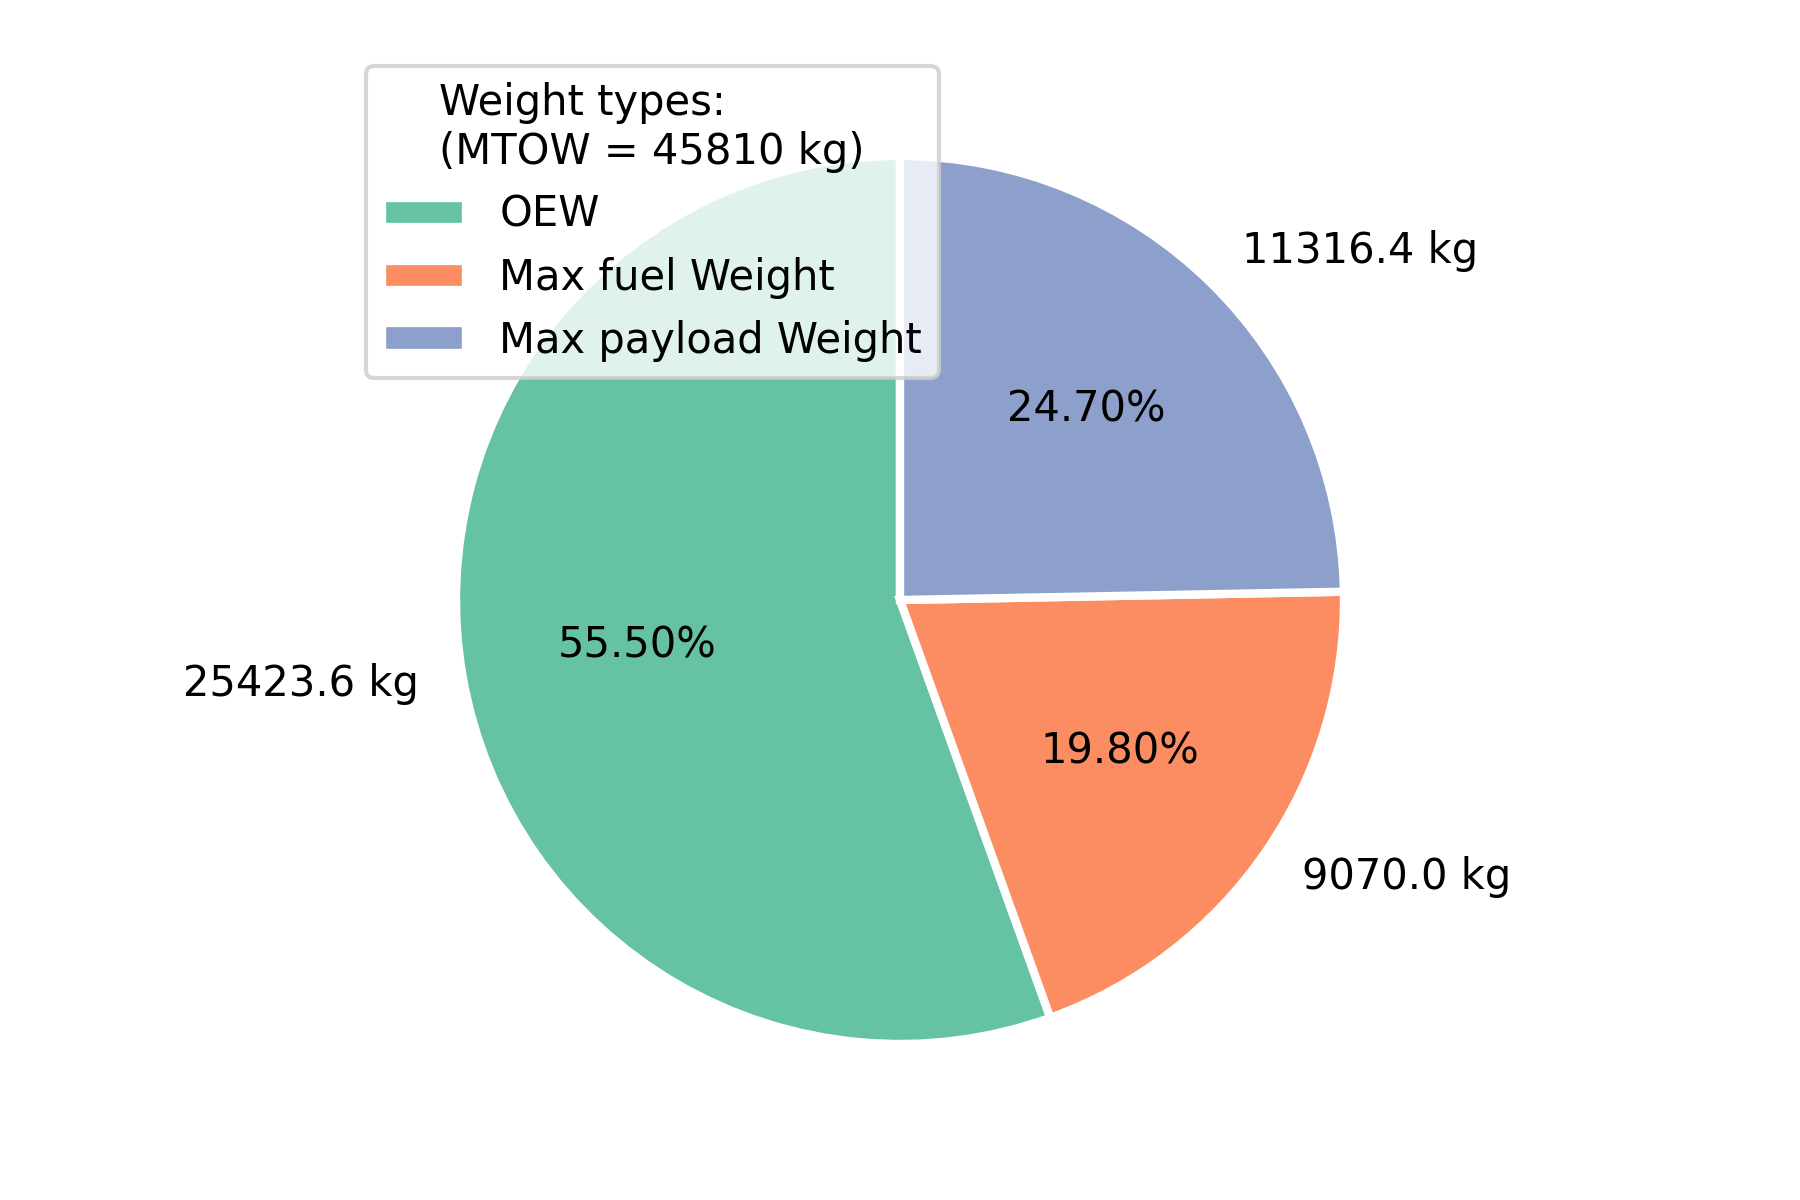 Weight types:
(MTOW = 45810 kg)
OEW
Max fuel Weight
Max payload Weight
11316.4 kg
24.70%
55.50%
25423.6 kg
19.80%
9070.0 kg